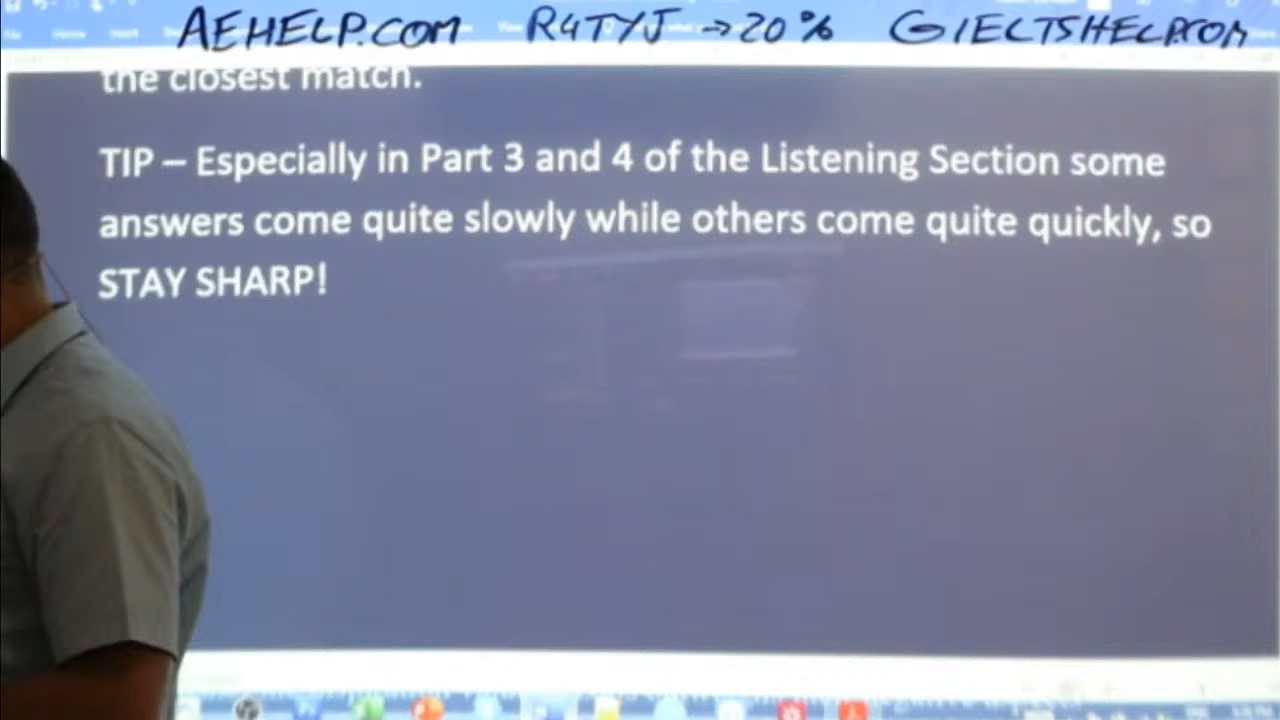 AEHELP.COM R4TYJ → 20% GIELTSHELP.COM
the closest match.
TIP – Especially in Part 3 and 4 of the Listening Section some
answers come quite slowly while others come quite quickly, so
STAY SHARP!